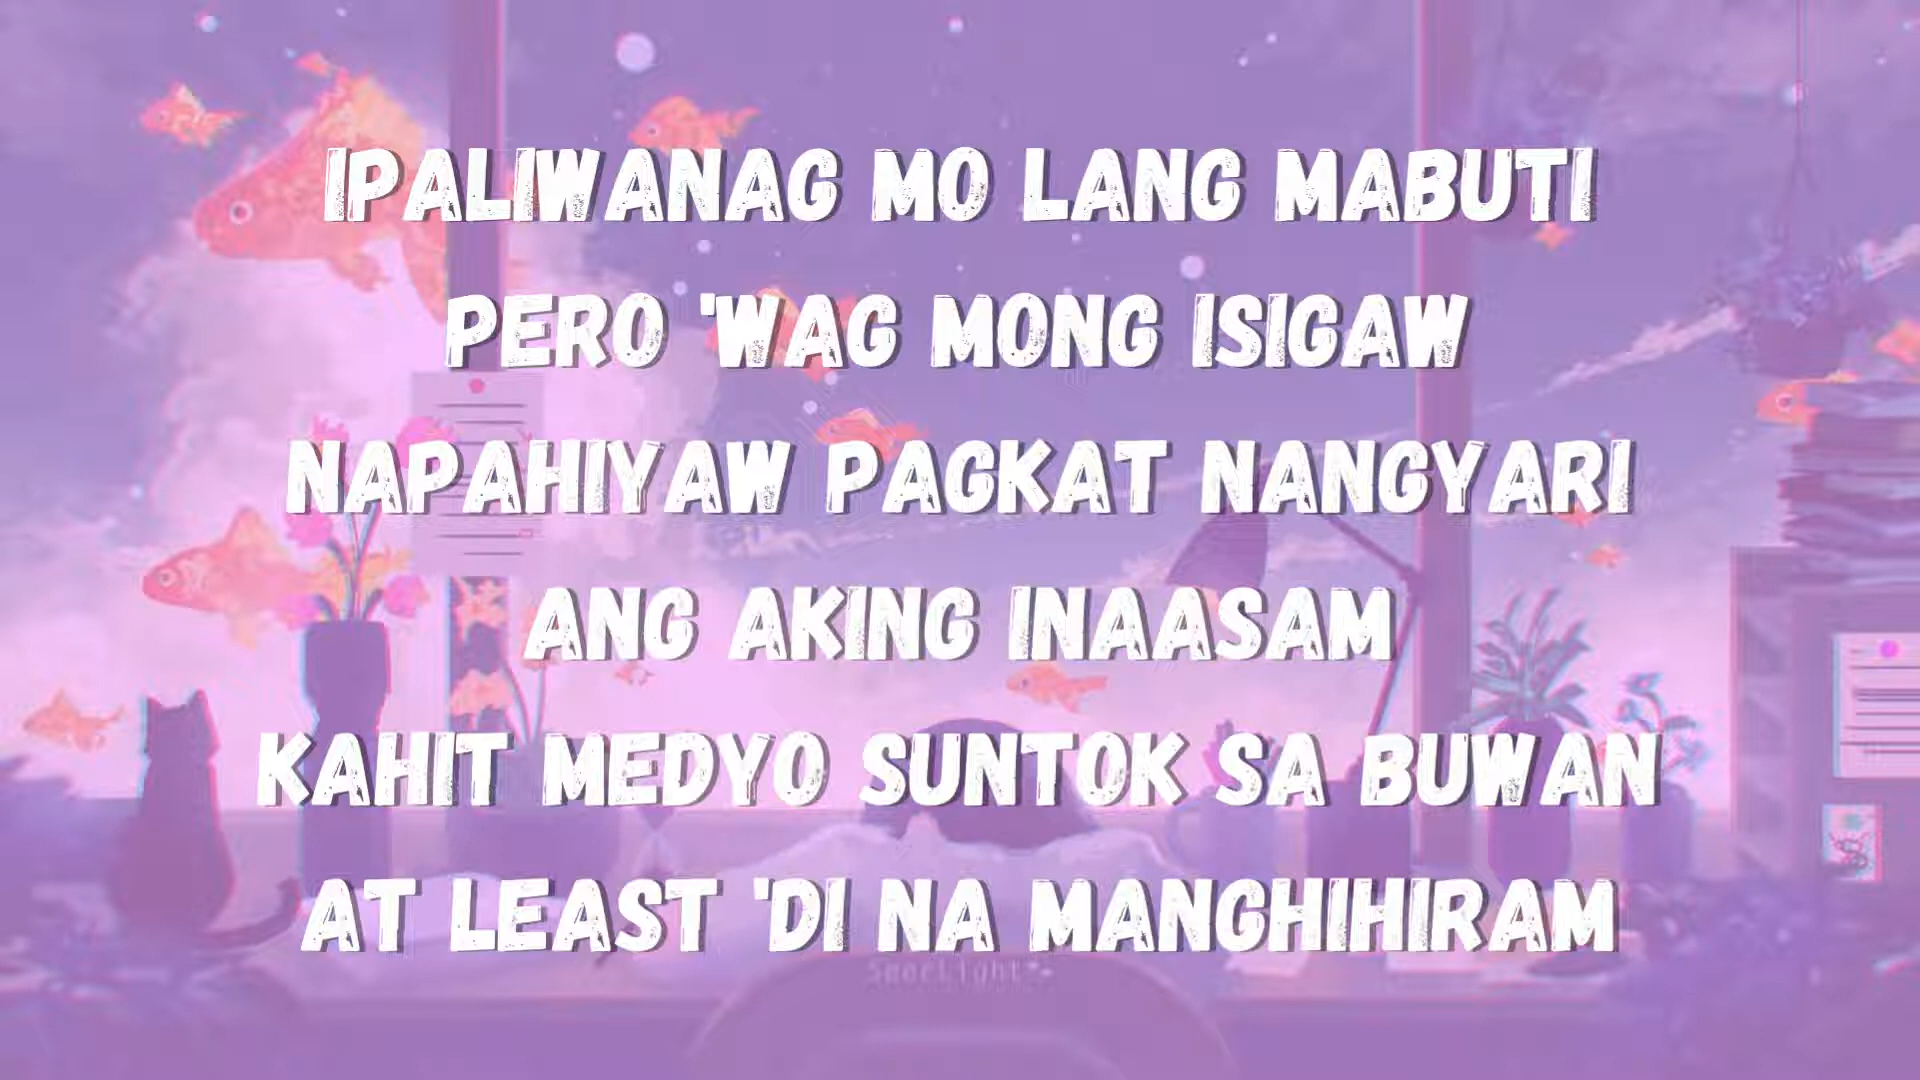 IPALIWANAG MO LANG MABUTI
PERO 'WAG MONG ISIGAW
NAPAHIYAW PAGKAT NANGYARI
ANG AKING INAASAM
KAHIT MEDYO SUNTOK SA BUWAN
AT LEAST 'DI NA MANGHIHIRAM